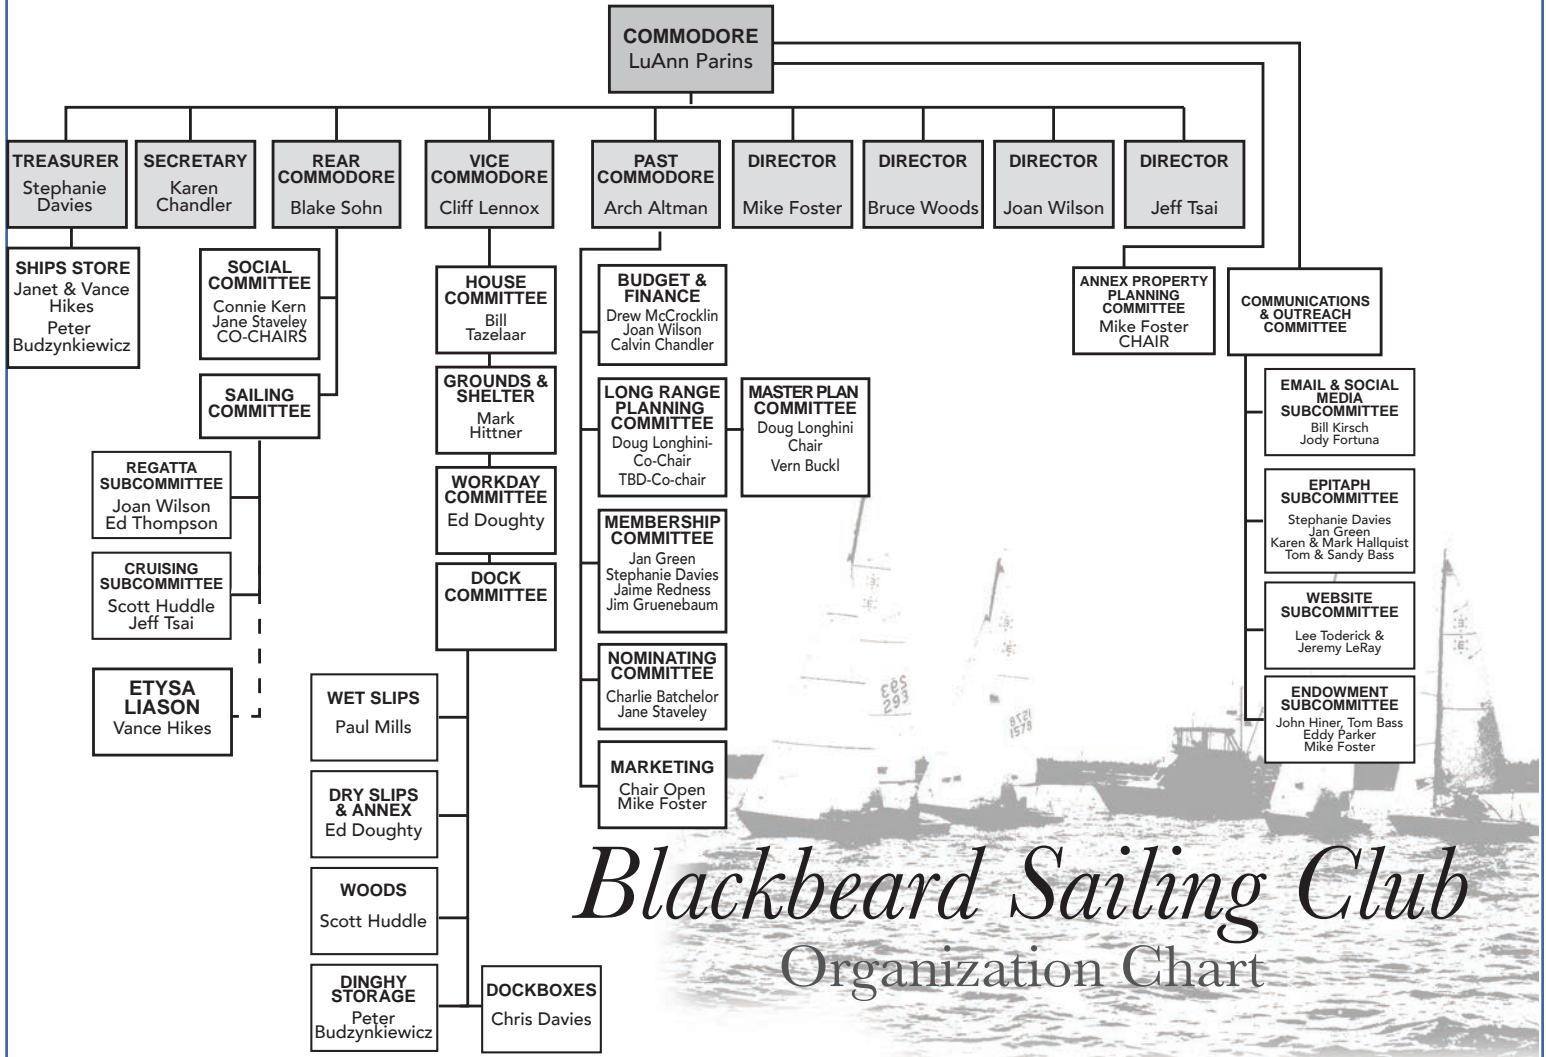 COMMODORE
LuAnn Parins
TREASURER
Stephanie
Davies
SECRETARY
Karen
Chandler
REAR
COMMODORE
Blake Sohn
VICE
COMMODORE
Cliff Lennox
PAST
COMMODORE
Arch Altman
DIRECTOR
Mike Foster
DIRECTOR
Bruce Woods
DIRECTOR
Joan Wilson
DIRECTOR
Jeff Tsai
SHIPS STORE
Janet & Vance
Hikes
Peter
Budzynkiewicz
SOCIAL
COMMITTEE
Connie Kern
Jane Staveley
CO-CHAIRS
SAILING
COMMITTEE
REGATTA
SUBCOMMITTEE
Joan Wilson
Ed Thompson
CRUISING
SUBCOMMITTEE
Scott Huddle
Jeff Tsai
ETYSA
LIASON
Vance Hikes
HOUSE
COMMITTEE
Bill
Tazelaar
GROUNDS &
SHELTER
Mark
Hittner
WORKDAY
COMMITTEE
Ed Doughty
DOCK
COMMITTEE
WET SLIPS
Paul Mills
DRY SLIPS
& ANNEX
Ed Doughty
WOODS
Scott Huddle
DINGHY
STORAGE
Peter
Budzynkiewicz
DOCKBOXES
Chris Davies
BUDGET &
FINANCE
Drew McCrocklin
Joan Wilson
Calvin Chandler
LONG RANGE
PLANNING
COMMITTEE
Doug Longhini-
Co-Chair
TBD-Co-chair
MASTER PLAN
COMMITTEE
Doug Longhini
Chair
Vern Buckl
MEMBERSHIP
COMMITTEE
Jan Green
Stephanie Davies
Jaime Redness
Jim Gruenebaum
NOMINATING
COMMITTEE
Charlie Batchelor
Jane Staveley
MARKETING
Chair Open
Mike Foster
ANNEX PROPERTY
PLANNING
COMMITTEE
Mike Foster
CHAIR
COMMUNICATIONS
& OUTREACH
COMMITTEE
EMAIL & SOCIAL
MEDIA
SUBCOMMITTEE
Bill Kirsch
Jody Fortuna
EPITAPH
SUBCOMMITTEE
Stephanie Davies
Jan Green
Karen & Mark Hallquist
Tom & Sandy Bass
WEBSITE
SUBCOMMITTEE
Lee Toderick &
Jeremy LeRay
ENDOWMENT
SUBCOMMITTEE
John Hiner, Tom Bass
Eddy Parker
Mike Foster
293
1578
Blackbeard Sailing Club
Organization Chart